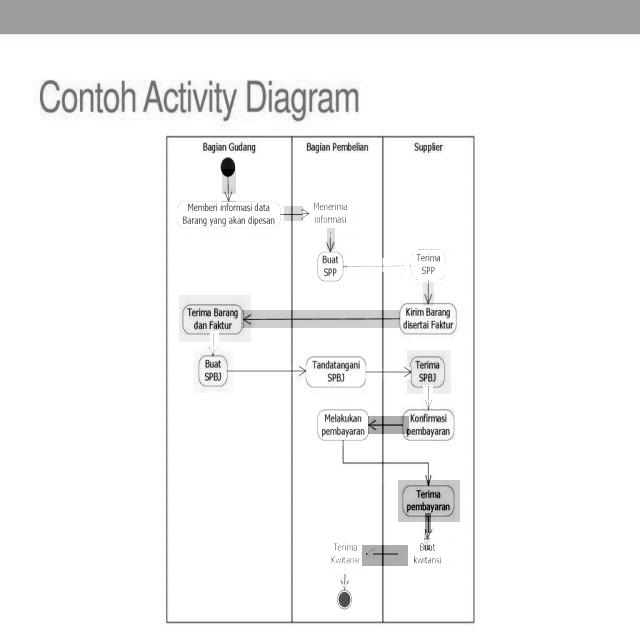 Contoh Activity Diagram
Bagian Gudang
Bagian Pembelian
Supplier
Memberi informasi data
Barang yang akan dipesan
Menerima
informasi
Buat
SPP
Terima
SPP
Terima Barang
dan Faktur
Kirim Barang
disertai Faktur
Buat
SPBJ
Tandatangani
SPBJ
Terima
SPBJ
Melakukan
pembayaran
Konfirmasi
pembayaran
Terima
pembayaran
Terima
Kwitansi
Buat
kwitansi